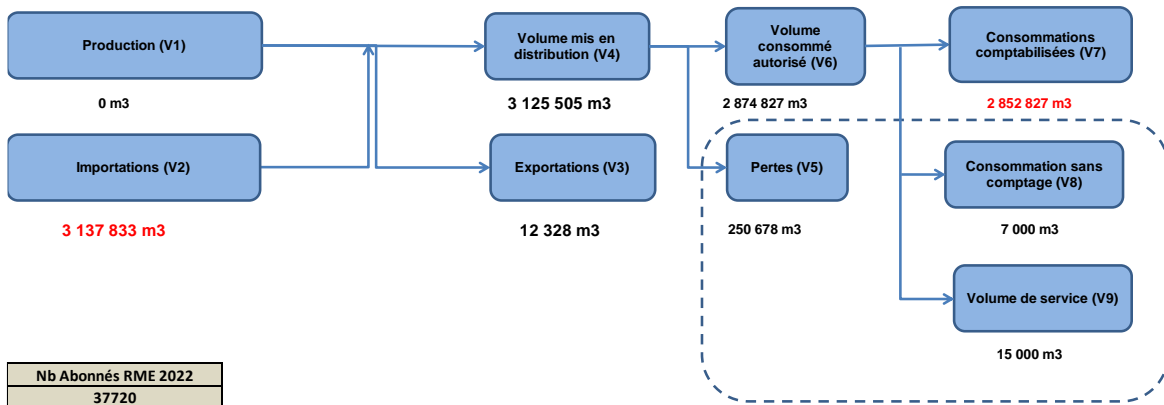 Production (V1)
Volume mis en
distribution (V4)
Volume
consommé
autorisé (V6)
Consommations
comptabilisées (V7)
0 m3
3 125 505 m3
2 874 827 m3
2 852 827 m3
Importations (V2)
Exportations (V3)
Pertes (V5)
Consommation sans
comptage (V8)
3 137 833 m3
12 328 m3
250 678 m3
7 000 m3
Volume de service (V9)
15 000 m3
Nb Abonnés RME 2022
37720